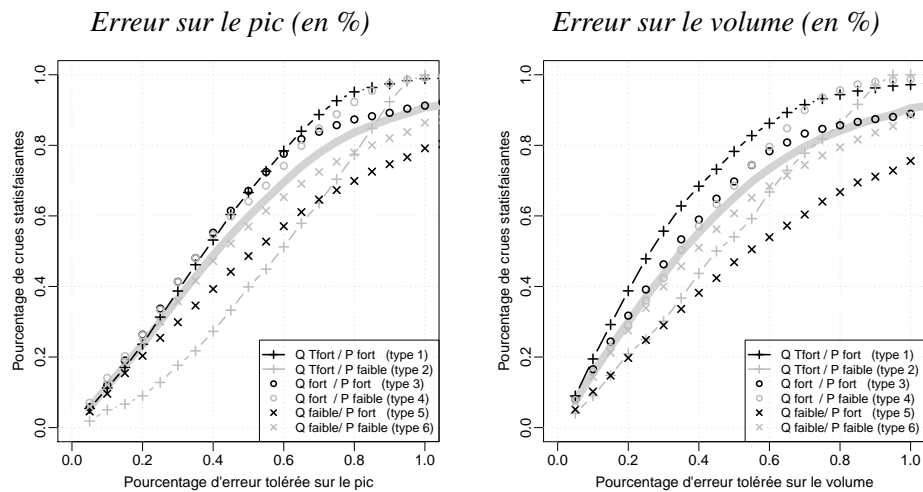 Erreur sur le pic (en %)
Pourcentage de crues statisfaisantes
1.0
0.8
0.6
0.4
0.2
0.0
Q Tfort / P fort (type 1)
Q Tfort / P faible (type 2)
Q fort / P fort (type 3)
Q fort / P faible (type 4)
Q faible/ P fort (type 5)
Q faible/ P faible (type 6)
0.0 0.2 0.4 0.6 0.8 1.0
Pourcentage d'erreur tolérée sur le pic
Erreur sur le volume (en %)
Pourcentage de crues statisfaisantes
1.0
0.8
0.6
0.4
0.2
0.0
Q Tfort / P fort (type 1)
Q Tfort / P faible (type 2)
Q fort / P fort (type 3)
Q fort / P faible (type 4)
Q faible/ P fort (type 5)
Q faible/ P faible (type 6)
0.0 0.2 0.4 0.6 0.8 1.0
Pourcentage d'erreur tolérée sur le volume